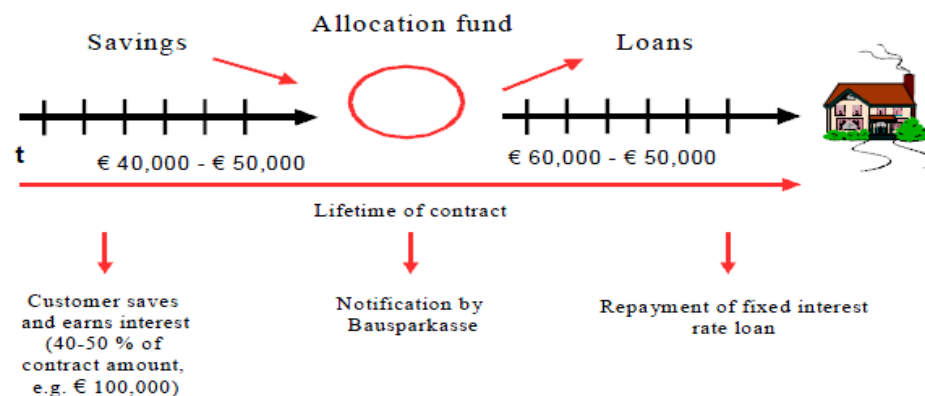 Savings
Allocation fund
Loans
t
€ 40,000 - € 50,000
€ 60,000 - € 50,000
Lifetime of contract
Customer saves
and earns interest
(40-50 % of
contract amount,
e.g. € 100,000)
Notification by
Bausparkasse
Repayment of fixed interest
rate loan